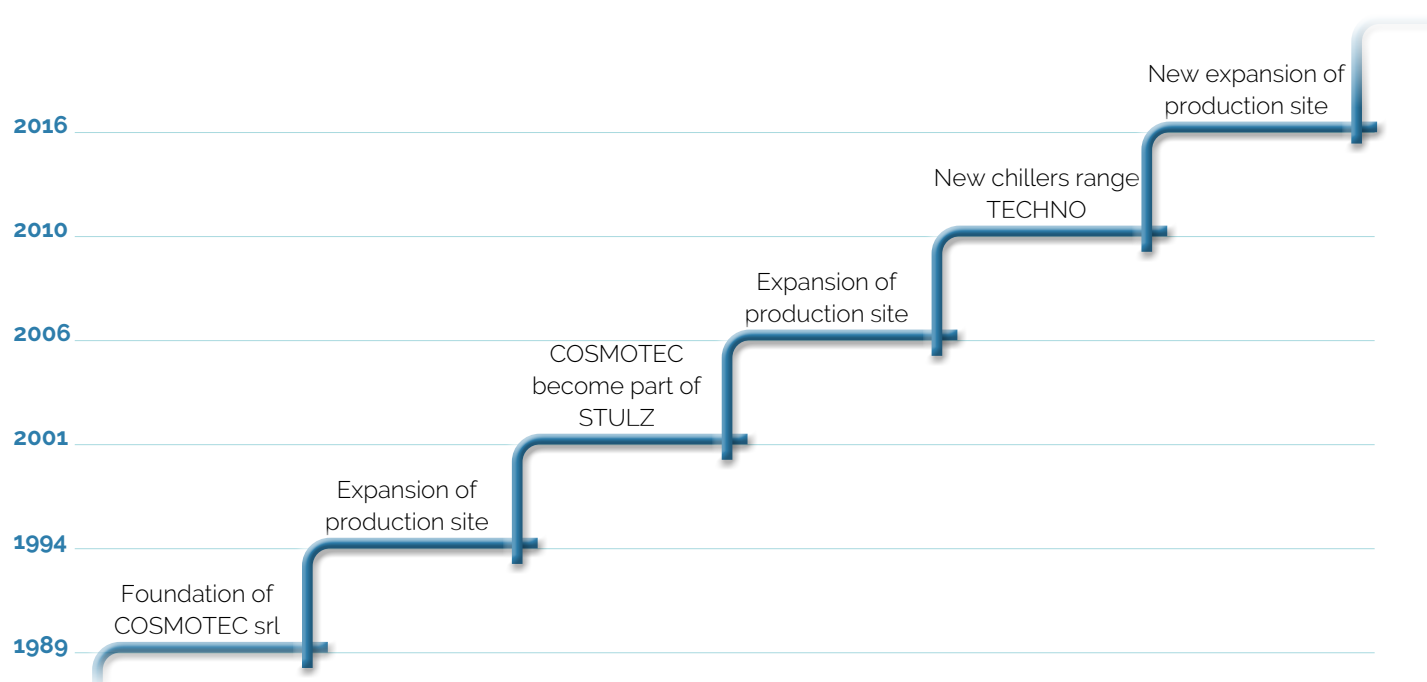 New expansion of
production site
2016
New chillers range
TECHNO
2010
Expansion of
production site
2006
COSMOTEC
become part of
STULZ
2001
Expansion of
production site
1994
Foundation of
COSMOTEC srl
1989